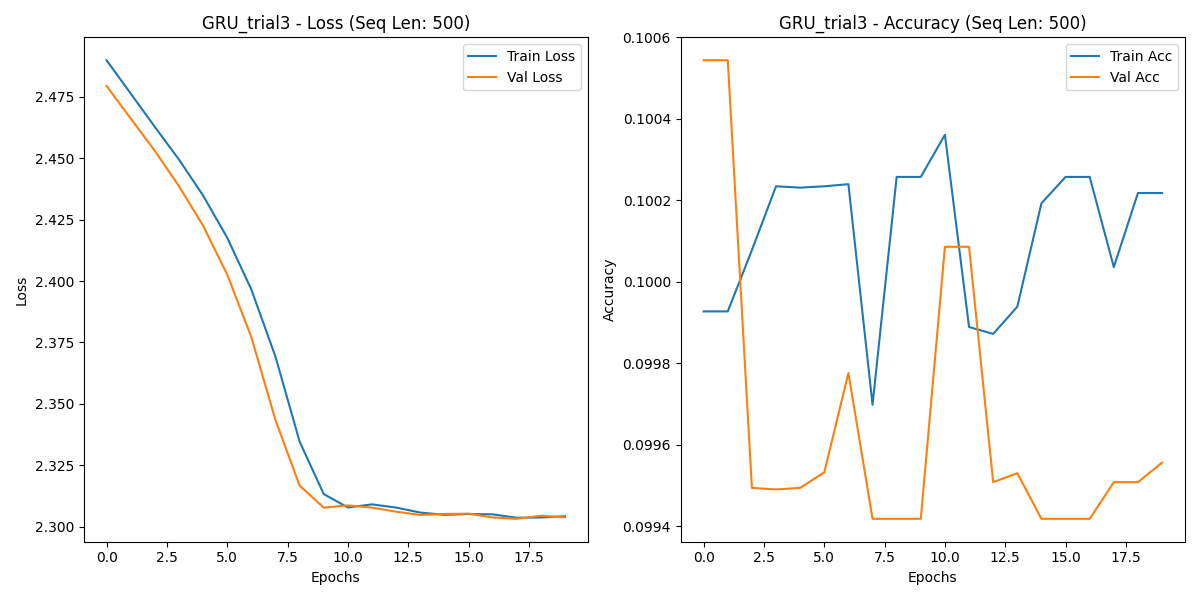 GRU_trial3 - Loss (Seq Len: 500)
Train Loss
Val Loss
2.475
2.450
2.425
2.400
2.375
2.350
2.325
2.300
Loss
0.0 2.5 5.0 7.5 10.0 12.5 15.0 17.5
Epochs
GRU_trial3 - Accuracy (Seq Len: 500)
Train Acc
Val Acc
0.1006
0.1004
0.1002
0.1000
0.0998
0.0996
0.0994
Accuracy
0.0 2.5 5.0 7.5 10.0 12.5 15.0 17.5
Epochs